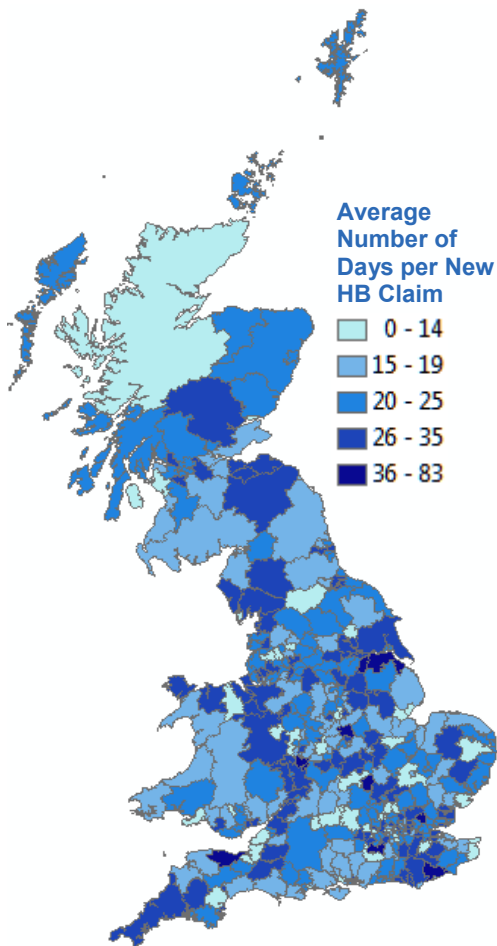 Average
Number of
Days per New
HB Claim
0 - 14
15 - 19
20 - 25
26 - 35
36 - 83